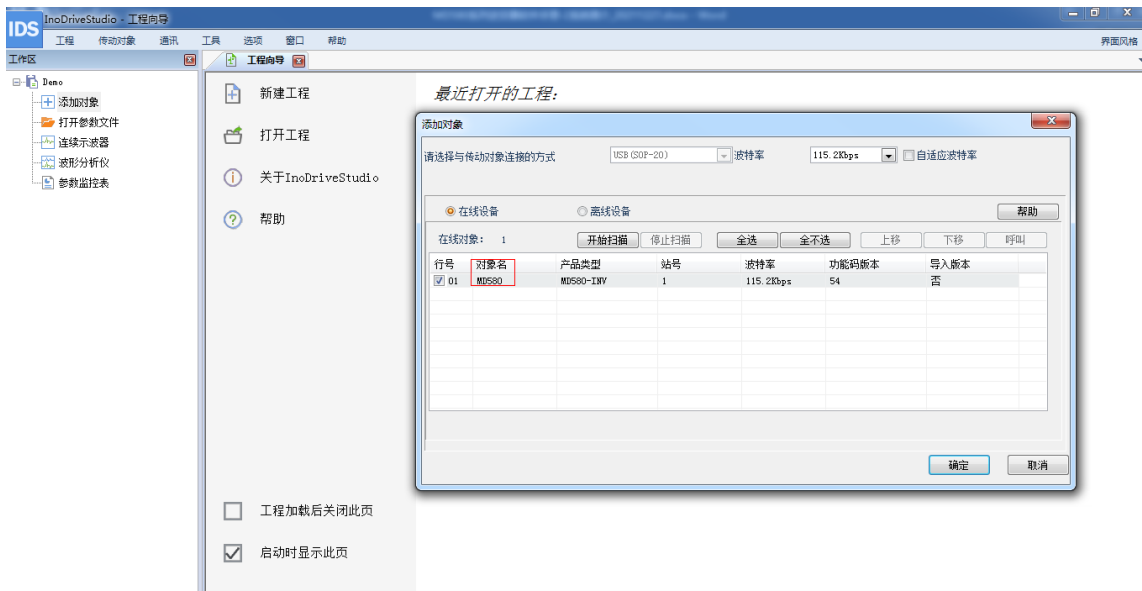 IDS InoDriveStudio - 工程向导
工程 传动对象 通讯 工具 选项 窗口 帮助 界面风格
工作区
工程向导
Demo
添加对象
打开参数文件
连续示波器
波形分析仪
参数监控表
新建工程
打开工程
关于InoDriveStudio
帮助
工程加载后关闭此页
启动时显示此页
最近打开的工程:
添加对象
请选择与传动对象连接的方式 USB(SOP-20) 波特率 115.2Kbps 自适应波特率
在线设备 离线设备 帮助
在线对象: 1 开始扫描 停止扫描 全选 全不选 上移 下移 呼叫
行号 对象名 产品类型 站号 波特率 功能码版本 导入版本
01 MD580 MD580-INV 1 115.2Kbps 54 否
确定 取消